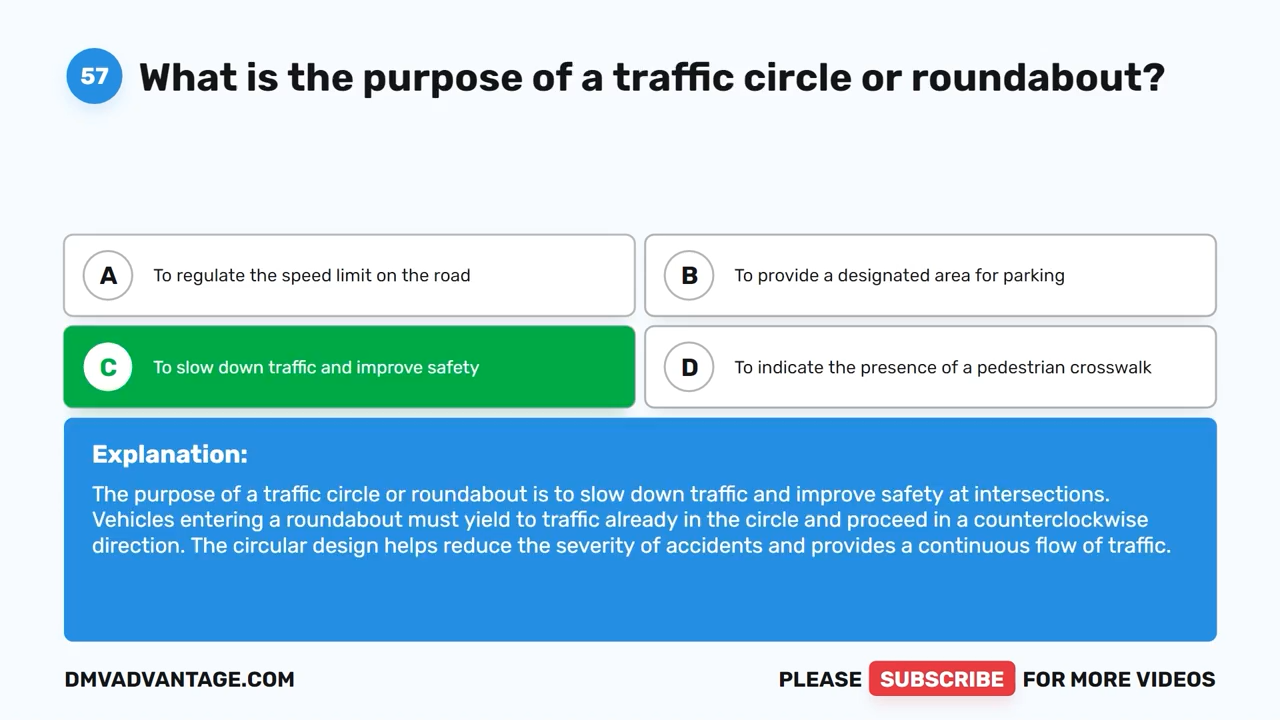 57 What is the purpose of a traffic circle or roundabout?
A To regulate the speed limit on the road
B To provide a designated area for parking
C To slow down traffic and improve safety
D To indicate the presence of a pedestrian crosswalk
Explanation:
The purpose of a traffic circle or roundabout is to slow down traffic and improve safety at intersections.
Vehicles entering a roundabout must yield to traffic already in the circle and proceed in a counterclockwise
direction. The circular design helps reduce the severity of accidents and provides a continuous flow of traffic.
DMVADVANTAGE.COM
PLEASE SUBSCRIBE FOR MORE VIDEOS